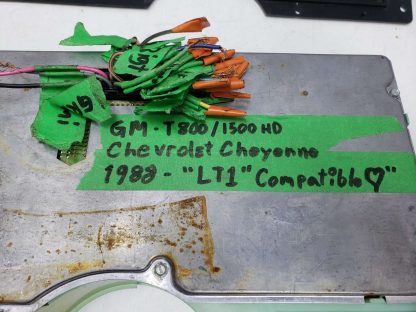 GM - T800/1500 HD
Chevrolet Cheyenne
1988 - "LT1" Compatible♡"